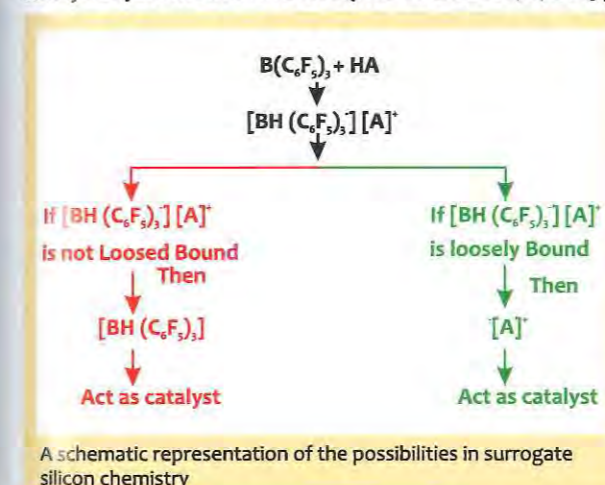 B(C₆F₅)₃ + HA
[BH (C₆F₅)₃⁻] [A]⁺
If [BH (C₆F₅)₃⁻] [A]⁺
is not Loosed Bound
Then
[BH (C₆F₅)₃]
Act as catalyst
If [BH (C₆F₅)₃⁻] [A]⁺
is loosely Bound
Then
⁻[A]⁺
Act as catalyst
A schematic representation of the possibilities in surrogate
silicon chemistry